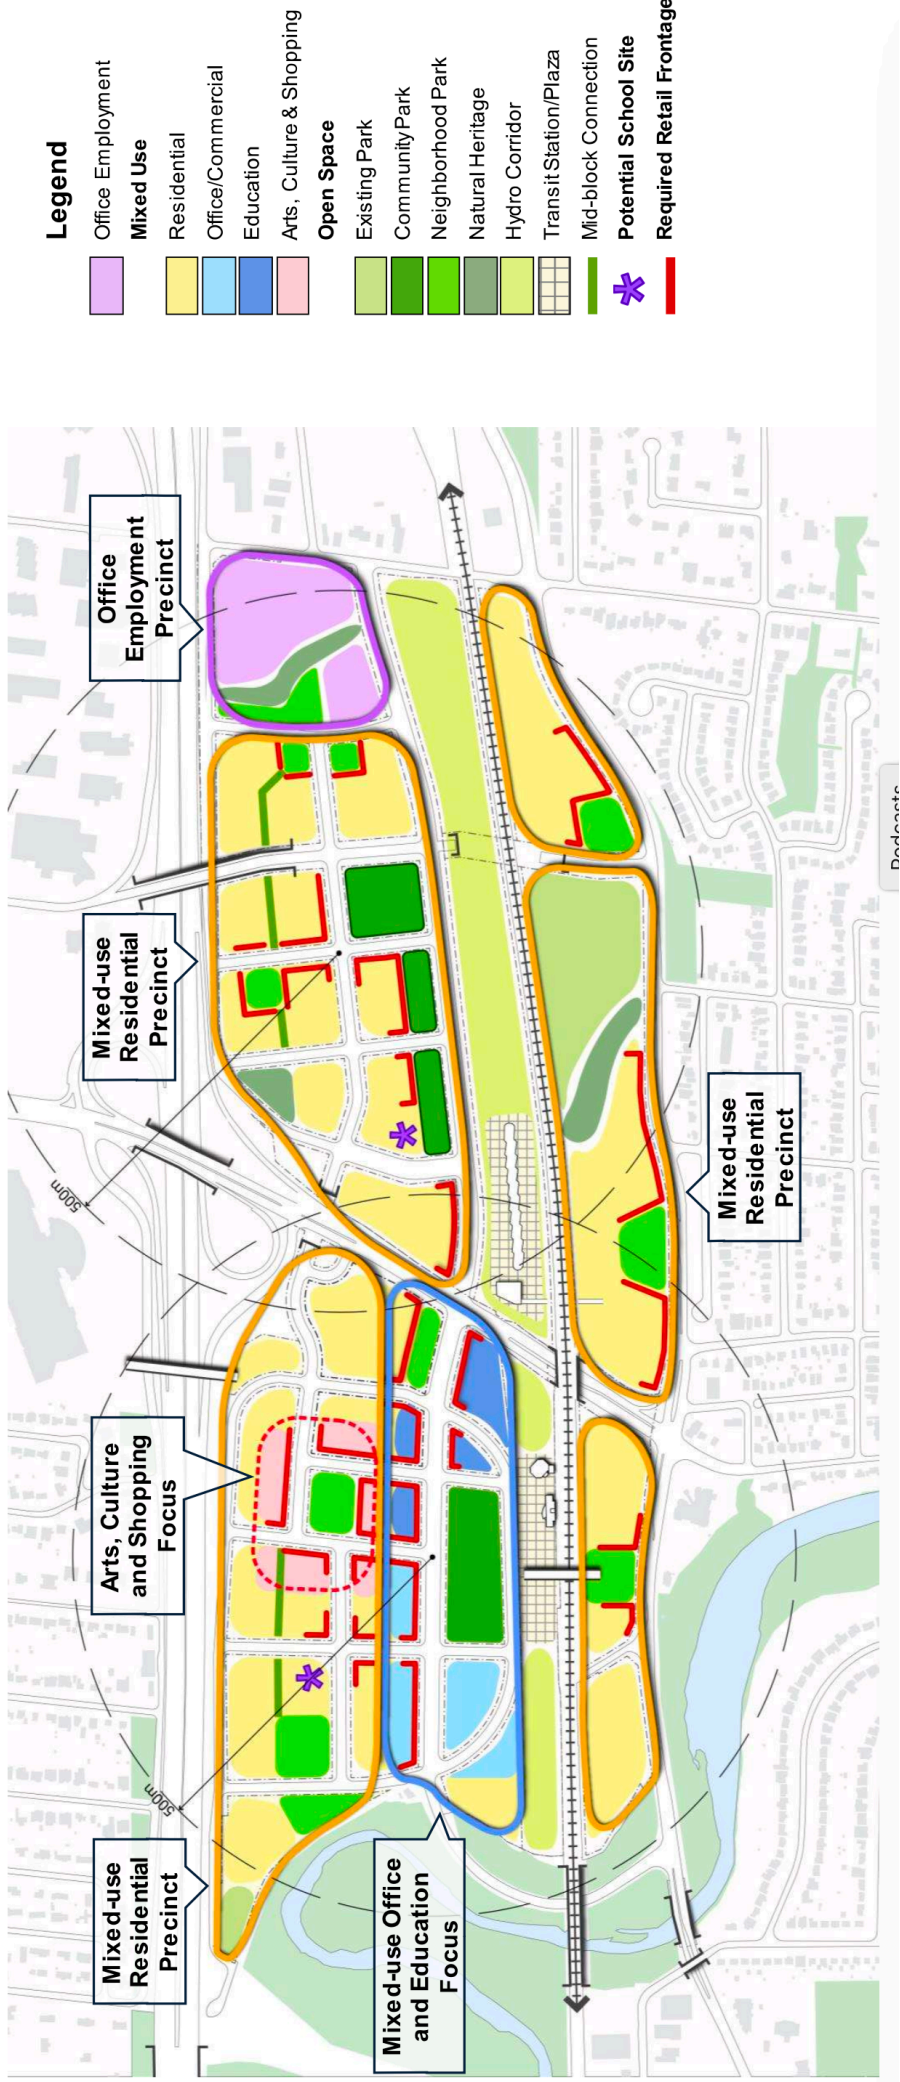 Legend
Office Employment
Mixed Use
Residential
Office/Commercial
Education
Arts, Culture & Shopping
Open Space
Existing Park
Community Park
Neighborhood Park
Natural Heritage
Hydro Corridor
Transit Station/Plaza
Mid-block Connection
Potential School Site
Required Retail Frontage
Mixed-use
Residential
Precinct
Arts, Culture
and Shopping
Focus
Mixed-use
Residential
Precinct
Office
Employment
Precinct
500m
500m
Mixed-use Office
and Education
Focus
Mixed-use
Residential
Precinct
Podcasts